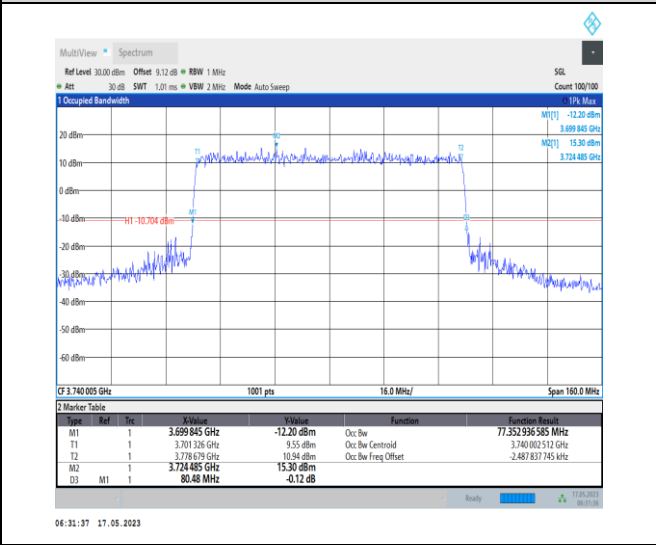 MultiView Spectrum
Ref Level 30.00 dBm Offset 9.12 dB RBW 1 MHz SGL
Att 30 dB SWT 1.01 ms VBW 2 MHz Mode Auto Sweep Count 100/100
1 Occupied Bandwidth 1Pk Max
M1[1] -12.20 dBm
3.699 845 GHz
M2[1] 15.30 dBm
3.724 485 GHz
20 dBm
M2
T1
T2
10 dBm
0 dBm
M1
D3
-10 dBm
H1 -10.704 dBm
-20 dBm
-30 dBm
-40 dBm
-50 dBm
-60 dBm
CF 3.740 005 GHz 1001 pts 16.0 MHz/ Span 160.0 MHz
2 Marker Table
Type Ref Trc X-Value Y-Value Function Function Result
M1 1 3.699 845 GHz -12.20 dBm Occ Bw 77.352 936 585 MHz
T1 1 3.701 326 GHz 9.55 dBm Occ Bw Centroid 3.740 002 512 GHz
T2 1 3.778 679 GHz 10.94 dBm Occ Bw Freq Offset -2.487 837 745 kHz
M2 1 3.724 485 GHz 15.30 dBm
D3 M1 1 80.48 MHz -0.12 dB
Ready 17.05.2023
06:31:36
06:31:37 17.05.2023